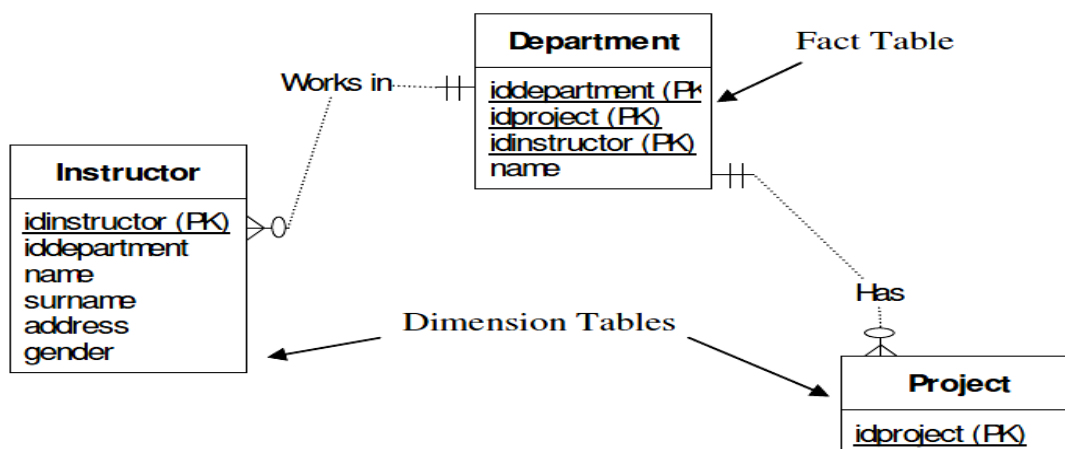 Department
Fact Table
Works in
iddepartment (PK
idproject (PK)
idinstructor (PK)
name
Instructor
idinstructor (PK)
iddepartment
name
surname
address
gender
Has
Dimension Tables
Project
idproject (PK)